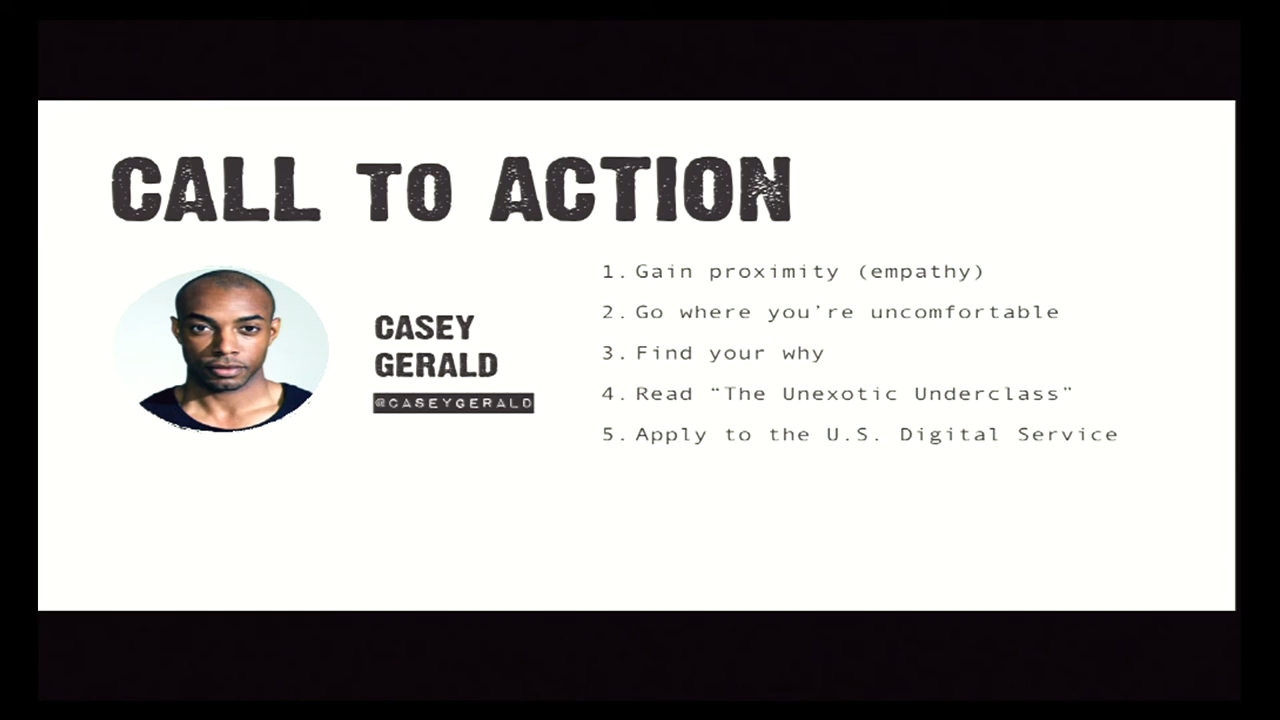 CALL TO ACTION
CASEY
GERALD
@CASEYGERALD
1. Gain proximity (empathy)
2. Go where you’re uncomfortable
3. Find your why
4. Read “The Unexotic Underclass”
5. Apply to the U.S. Digital Service